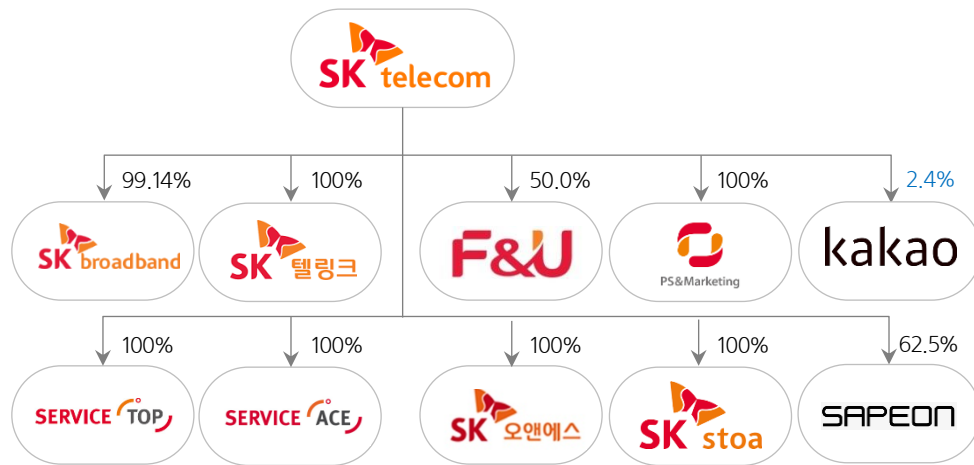 SK telecom
99.14%
100%
50.0%
100%
2.4%
SK broadband
SK 텔링크
F&U
PS&Marketing
kakao
100%
100%
100%
100%
62.5%
SERVICE TOP
SERVICE ACE
SK 오앤에스
SK stoa
SAPEON